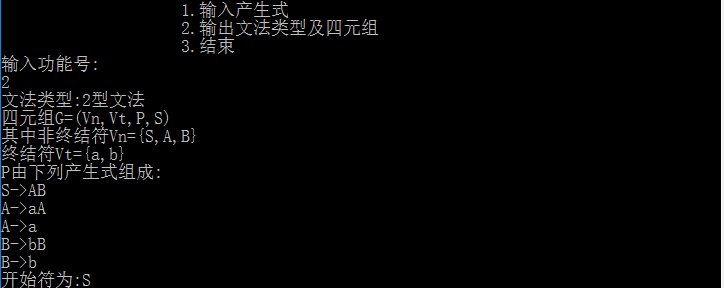 1.输入产生式
2.输出文法类型及四元组
3.结束
输入功能号:
2
文法类型:2型文法
四元组G=(Vn,Vt,P,S)
其中非终结符Vn={S,A,B}
终结符Vt={a,b}
P由下列产生式组成:
S->AB
A->aA
A->a
B->bB
B->b
开始符为:S